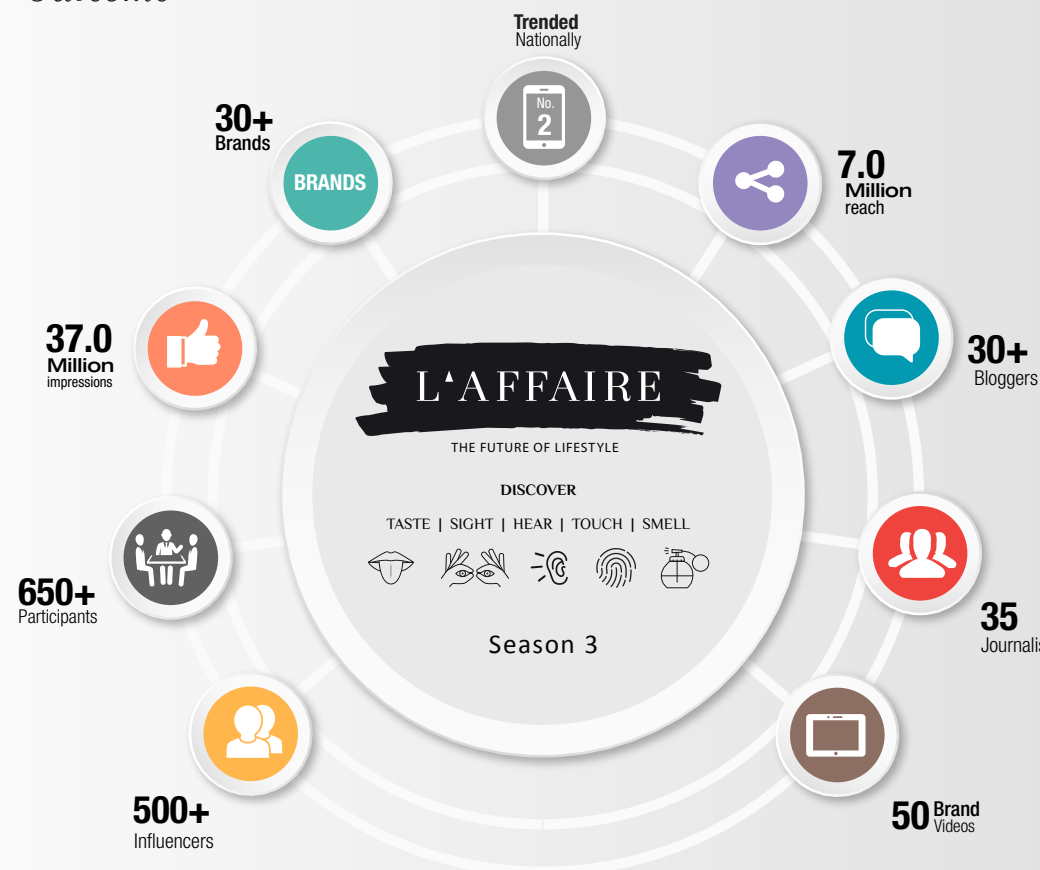 Trended
Nationally
No.
2
30+
Brands
BRANDS
7.0
Million
reach
37.0
Million
impressions
30+
Bloggers
L'AFFAIRE
THE FUTURE OF LIFESTYLE
DISCOVER
TASTE | SIGHT | HEAR | TOUCH | SMELL
650+
Participants
35
Season 3
500+
Influencers
50 Brand
Videos